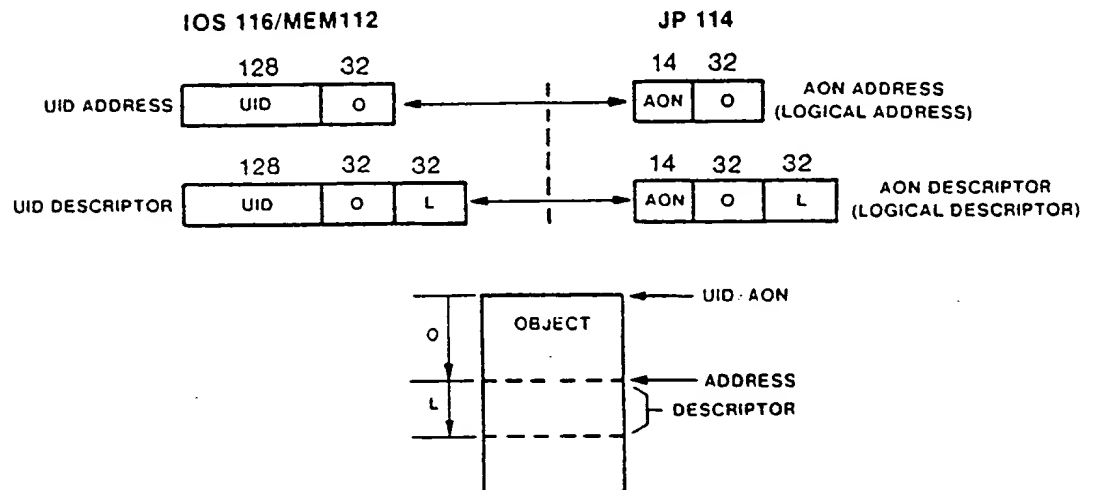 IOS 116/MEM112
JP 114
128 32
14 32
UID ADDRESS UID O
AON O AON ADDRESS
(LOGICAL ADDRESS)
128 32 32
14 32 32
UID DESCRIPTOR UID O L
AON O L AON DESCRIPTOR
(LOGICAL DESCRIPTOR)
UID. AON
OBJECT
O
ADDRESS
L
DESCRIPTOR